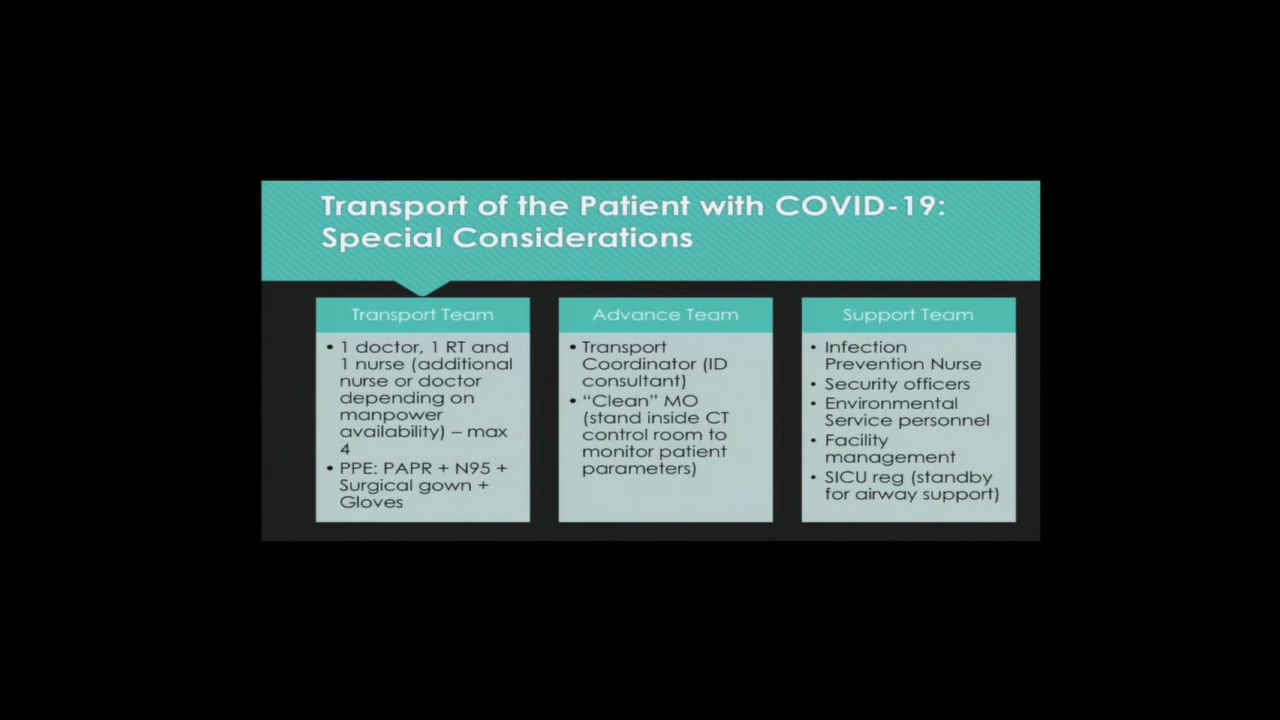 Transport of the Patient with COVID-19:
Special Considerations
Transport Team
• 1 doctor, 1 RT and
1 nurse (additional
nurse or doctor
depending on
manpower
availability) – max
4
• PPE: PAPR + N95 +
Surgical gown +
Gloves
Advance Team
• Transport
Coordinator (ID
consultant)
• “Clean” MO
(stand inside CT
control room to
monitor patient
parameters)
Support Team
• Infection
Prevention Nurse
• Security officers
• Environmental
Service personnel
• Facility
management
• SICU reg (standby
for airway support)